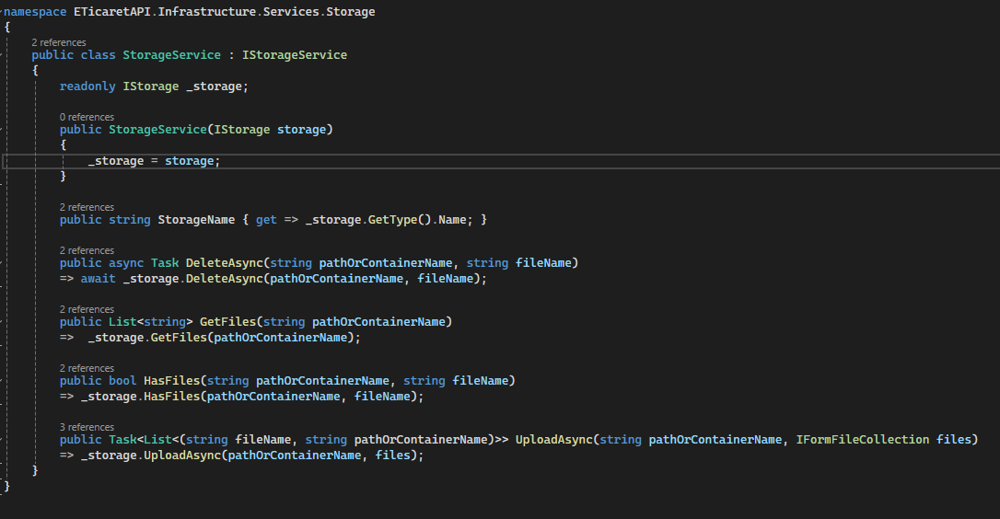 namespace ETicaretAPI.Infrastructure.Services.Storage
{
2 references
public class StorageService : IStorageService
{
readonly IStorage _storage;
0 references
public StorageService(IStorage storage)
{
_storage = storage;
}
2 references
public string StorageName { get => _storage.GetType().Name; }
2 references
public async Task DeleteAsync(string pathOrContainerName, string fileName)
=> await _storage.DeleteAsync(pathOrContainerName, fileName);
2 references
public List<string> GetFiles(string pathOrContainerName)
=>  _storage.GetFiles(pathOrContainerName);
2 references
public bool HasFiles(string pathOrContainerName, string fileName)
=> _storage.HasFiles(pathOrContainerName, fileName);
3 references
public Task<List<(string fileName, string pathOrContainerName)>> UploadAsync(string pathOrContainerName, IFormFileCollection files)
=> _storage.UploadAsync(pathOrContainerName, files);
}
}